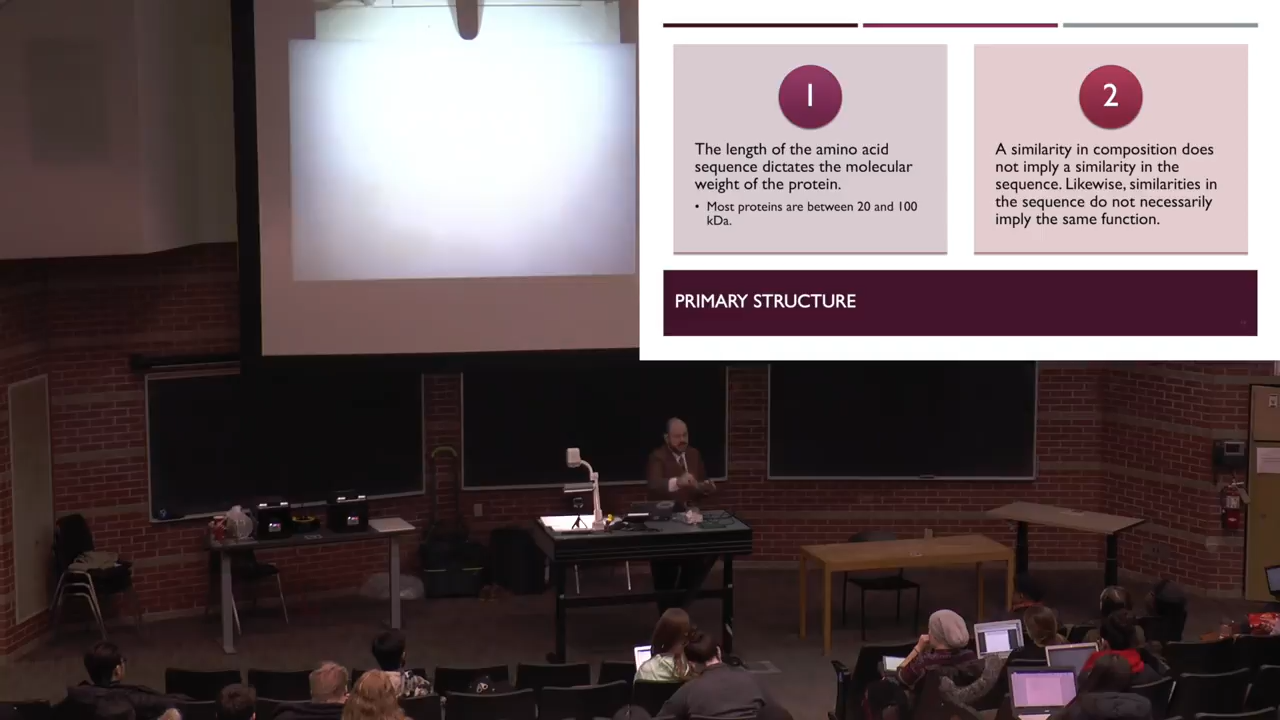 1
The length of the amino acid
sequence dictates the molecular
weight of the protein.
• Most proteins are between 20 and 100
kDa.
2
A similarity in composition does
not imply a similarity in the
sequence. Likewise, similarities in
the sequence do not necessarily
imply the same function.
PRIMARY STRUCTURE